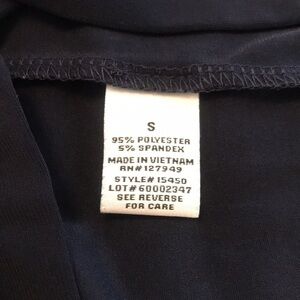 S
95% POLYESTER
5% SPANDEX
MADE IN VIETNAM
RN# 127949
STYLE# 15450
LOT# 60002347
SEE REVERSE
FOR CARE